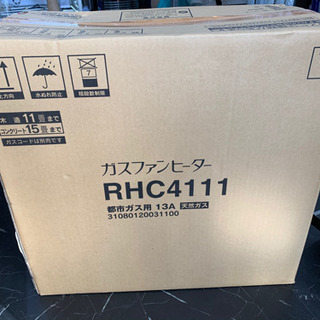 上方向
水ぬれ防止
7
段積数制限
木造11畳まで
コンクリート15畳まで
ガスコードは別売です
ガスファンヒーター
RHC4111
都市ガス用 13A 天然ガス
31080120031100